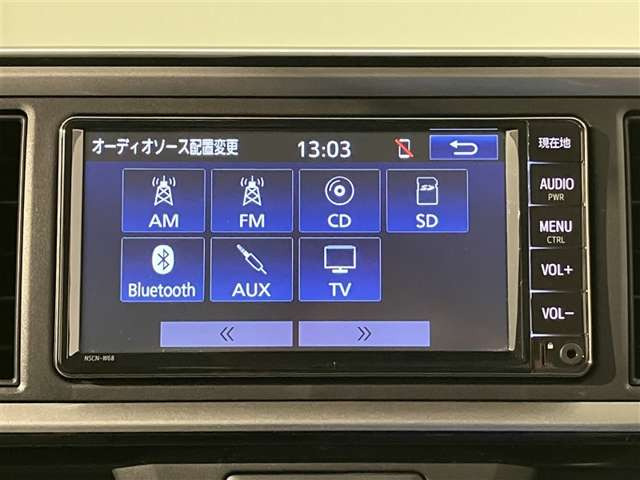 オーディオソース配置変更 13:03
現在地
AUDIO
PWR
MENU
CTRL
VOL+
VOL-
AM FM CD SD
Bluetooth AUX TV
NSCN-W68